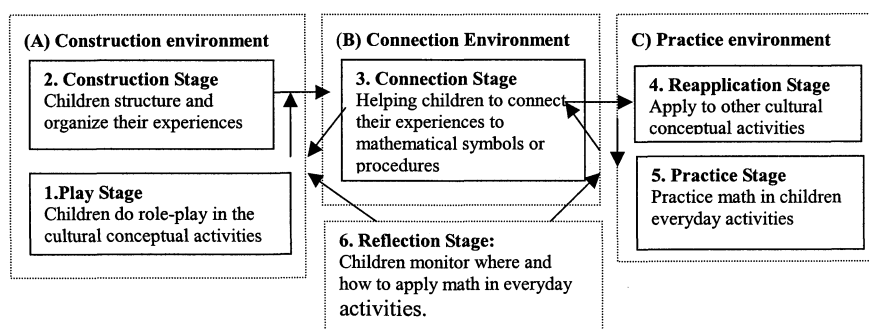 (A) Construction environment
2. Construction Stage
Children structure and
organize their experiences
1.Play Stage
Children do role-play in the
cultural conceptual activities
(B) Connection Environment
3. Connection Stage
Helping children to connect
their experiences to
mathematical symbols or
procedures
6. Reflection Stage:
Children monitor where and
how to apply math in everyday
activities.
C) Practice environment
4. Reapplication Stage
Apply to other cultural
conceptual activities
5. Practice Stage
Practice math in children
everyday activities